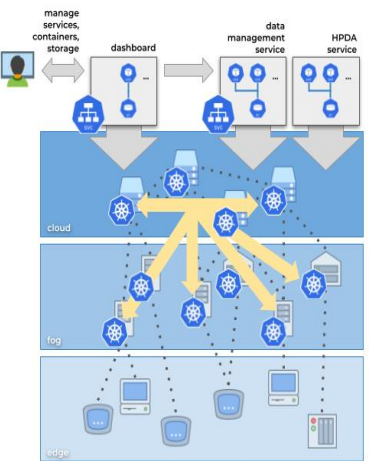 manage
services,
containers,
storage
dashboard
...
svc
data
management
service
...
svc
HPDA
service
...
cloud
fog
edge